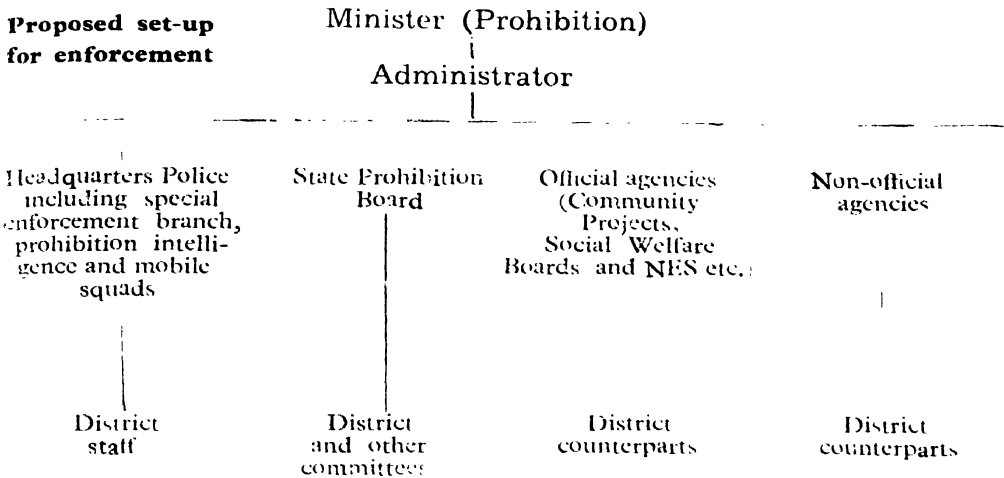 Proposed set-up
for enforcement
Minister (Prohibition)
Administrator
Headquarters Police
including special
enforcement branch,
prohibition intelli-
gence and mobile
squads
State Prohibition
Board
Official agencies
(Community
Projects,
Social Welfare
Boards and NES etc.)
Non-official
agencies
District
staff
District
and other
committees
District
counterparts
District
counterparts